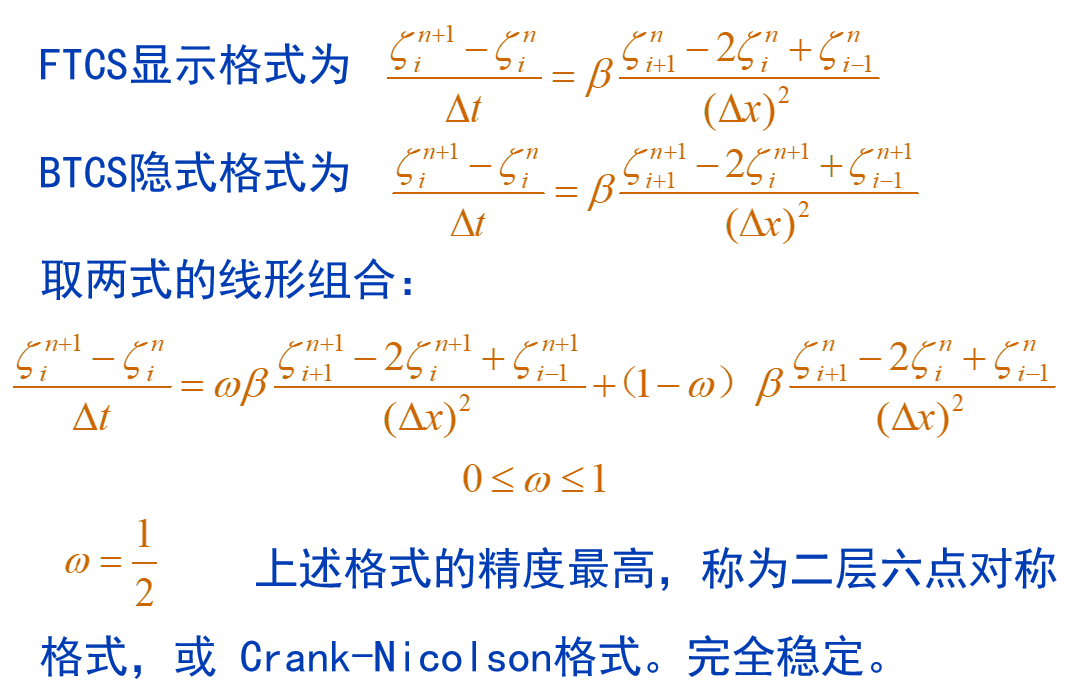 FTCS显示格式为 \frac{\zeta_i^{n+1} - \zeta_i^n}{\Delta t} = \beta \frac{\zeta_{i+1}^n - 2\zeta_i^n + \zeta_{i-1}^n}{(\Delta x)^2}
BTCS隐式格式为 \frac{\zeta_i^{n+1} - \zeta_i^n}{\Delta t} = \beta \frac{\zeta_{i+1}^{n+1} - 2\zeta_i^{n+1} + \zeta_{i-1}^{n+1}}{(\Delta x)^2}
取两式的线形组合：
\frac{\zeta_i^{n+1} - \zeta_i^n}{\Delta t} = \omega\beta \frac{\zeta_{i+1}^{n+1} - 2\zeta_i^{n+1} + \zeta_{i-1}^{n+1}}{(\Delta x)^2} + (1-\omega) \beta \frac{\zeta_{i+1}^n - 2\zeta_i^n + \zeta_{i-1}^n}{(\Delta x)^2}
0 \le \omega \le 1
\omega = \frac{1}{2} 上述格式的精度最高，称为二层六点对称
格式，或 Crank-Nicolson格式。完全稳定。